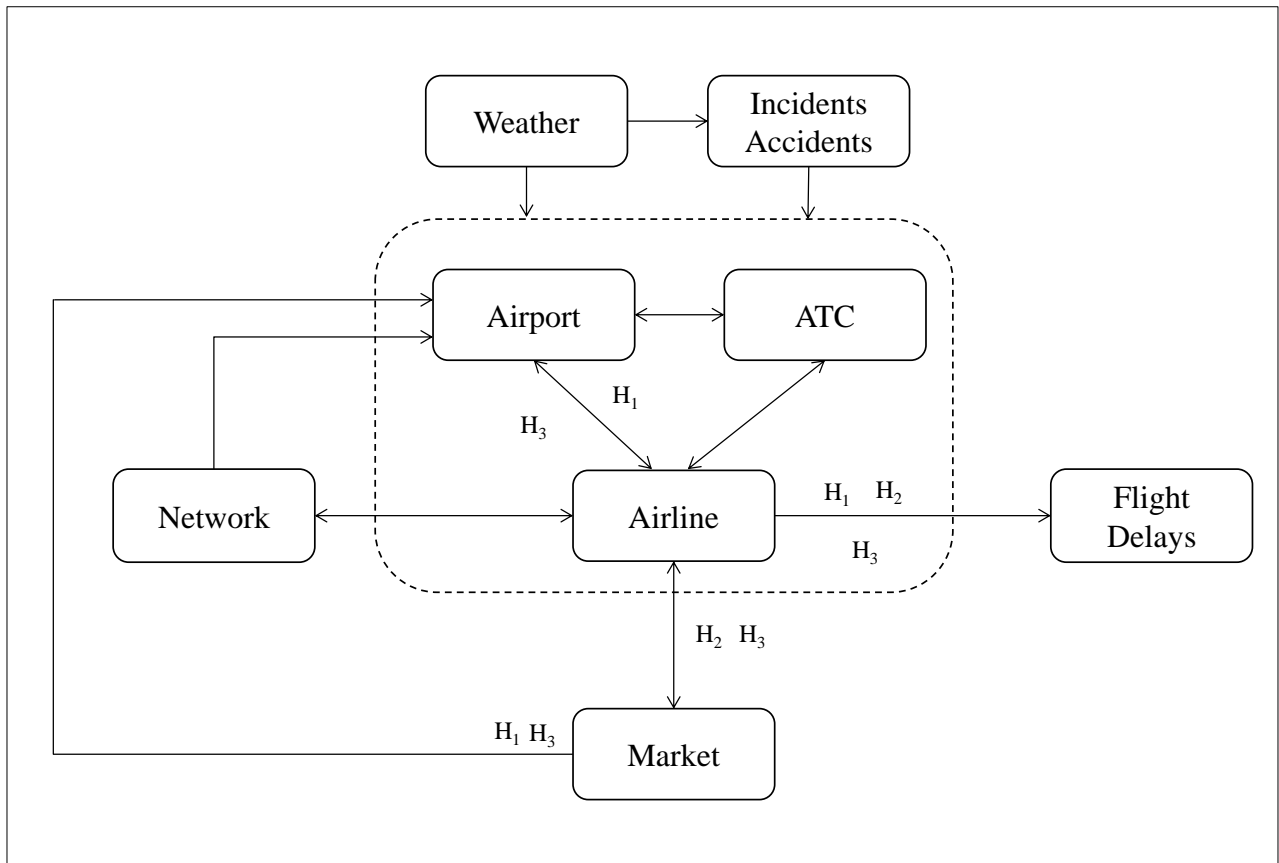 Weather
Incidents
Accidents
Airport
ATC
H₁
H₃
Network
Airline
H₁ H₂
H₃
Flight
Delays
H₂ H₃
H₁ H₃
Market